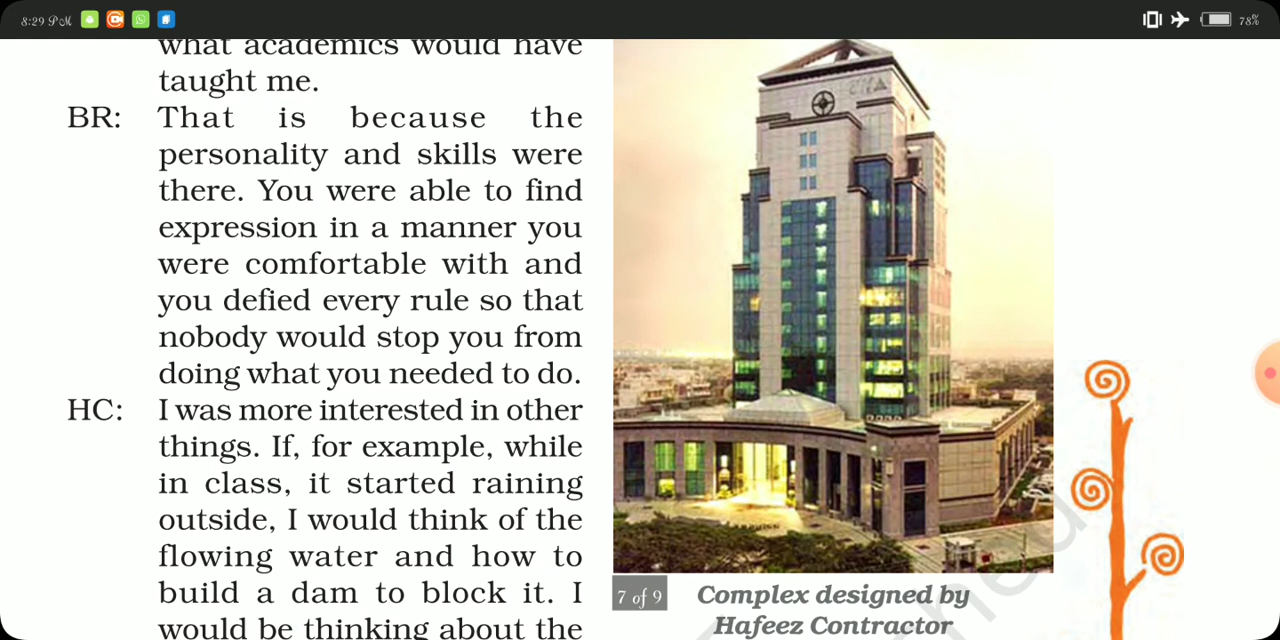 8:29 PM
78%
what academics would have
taught me.
BR: That is because the
personality and skills were
there. You were able to find
expression in a manner you
were comfortable with and
you defied every rule so that
nobody would stop you from
doing what you needed to do.
HC: I was more interested in other
things. If, for example, while
in class, it started raining
outside, I would think of the
flowing water and how to
build a dam to block it. I
would be thinking about the
7 of 9
Complex designed by
Hafeez Contractor